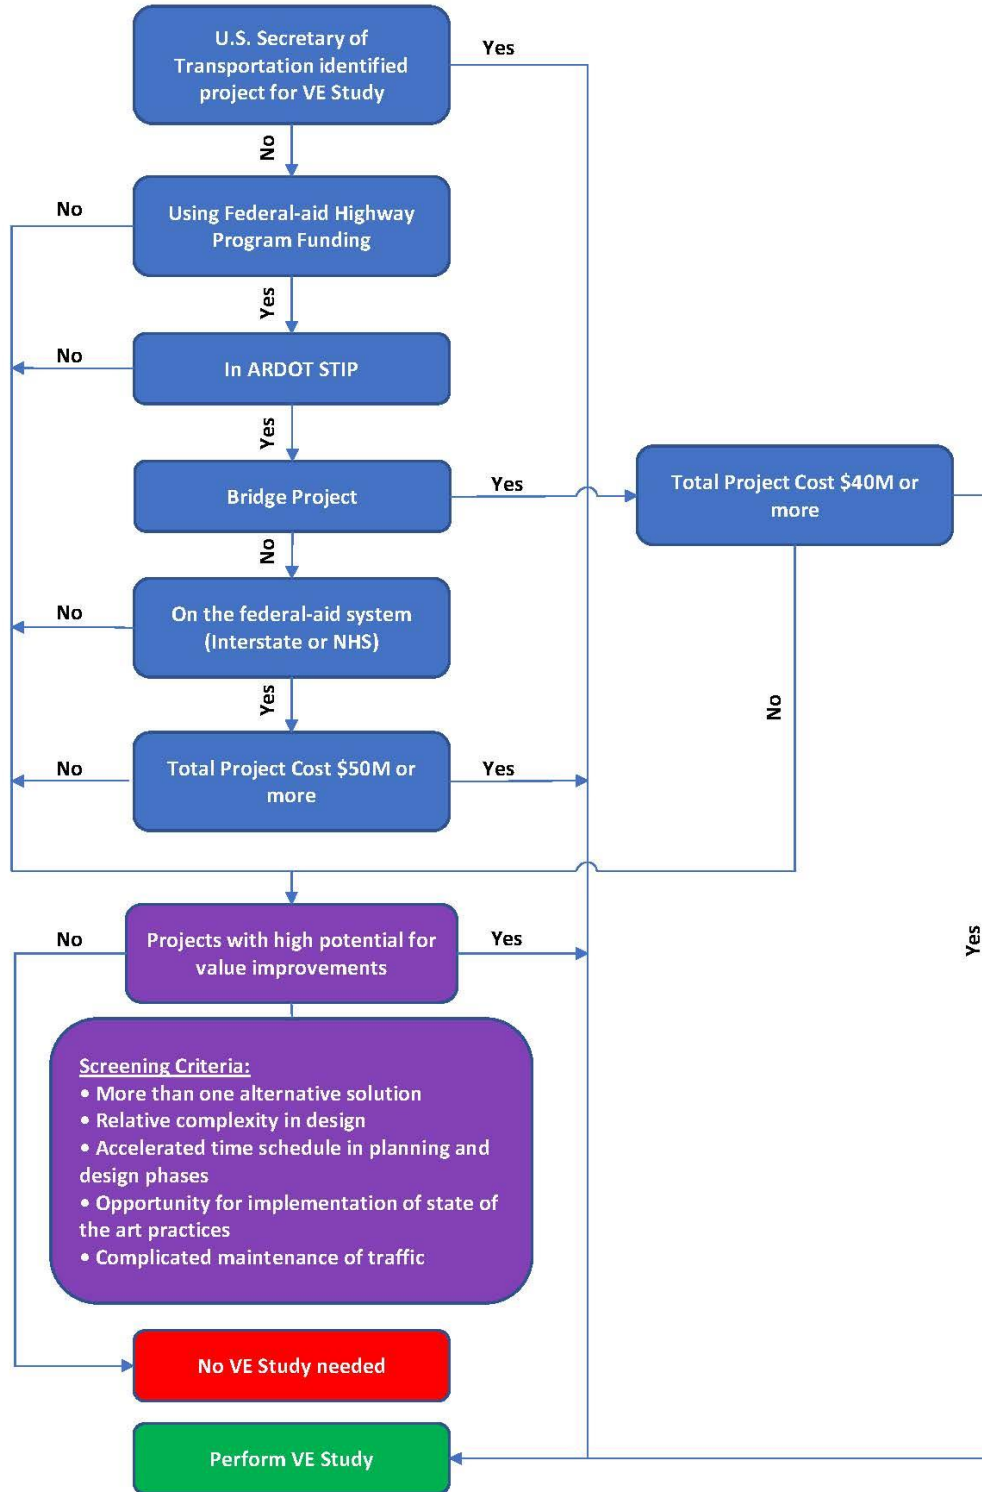 U.S. Secretary of
Transportation identified
project for VE Study
Yes
No
No
Using Federal-aid Highway
Program Funding
Yes
No
In ARDOT STIP
Yes
Bridge Project
Yes
Total Project Cost $40M or
more
No
No
On the federal-aid system
(Interstate or NHS)
Yes
No
No
Total Project Cost $50M or
more
Yes
No
Projects with high potential for
value improvements
Yes
Yes
Screening Criteria:
• More than one alternative solution
• Relative complexity in design
• Accelerated time schedule in planning and
design phases
• Opportunity for implementation of state of
the art practices
• Complicated maintenance of traffic
No VE Study needed
Perform VE Study